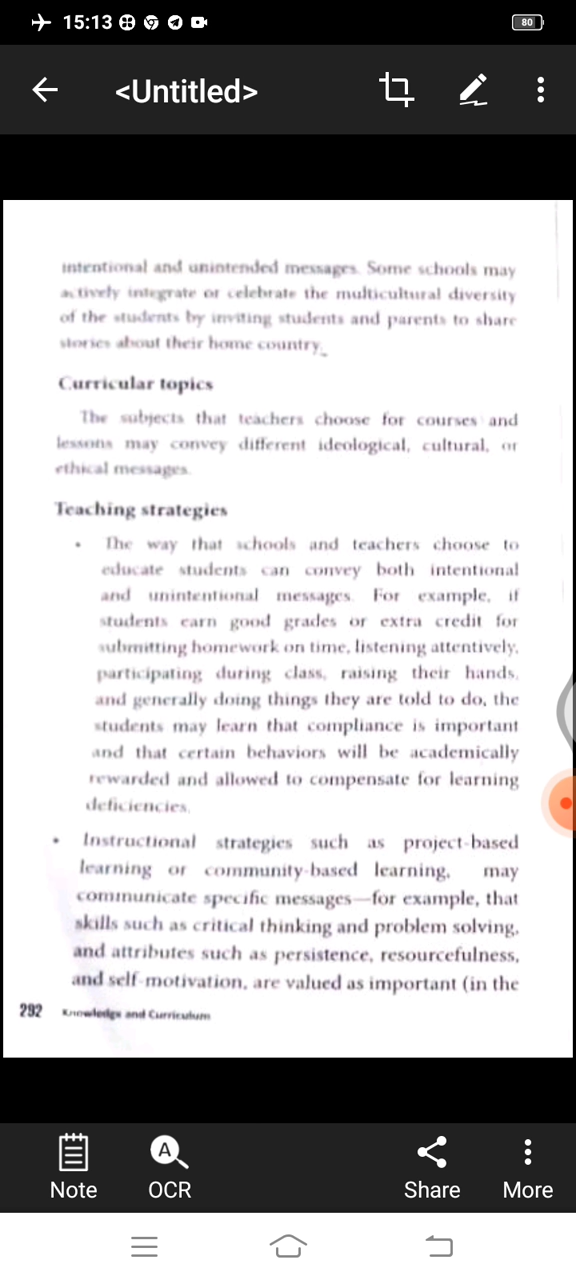 15:13
80
<Untitled>
intentional and unintended messages. Some schools may
actively integrate or celebrate the multicultural diversity
of the students by inviting students and parents to share
stories about their home country.
Curricular topics
The subjects that teachers choose for courses and
lessons may convey different ideological, cultural, or
ethical messages.
Teaching strategies
• The way that schools and teachers choose to
educate students can convey both intentional
and unintentional messages. For example, if
students earn good grades or extra credit for
submitting homework on time, listening attentively,
participating during class, raising their hands,
and generally doing things they are told to do, the
students may learn that compliance is important
and that certain behaviors will be academically
rewarded and allowed to compensate for learning
deficiencies.
• Instructional strategies such as project-based
learning or community-based learning, may
communicate specific messages—for example, that
skills such as critical thinking and problem solving,
and attributes such as persistence, resourcefulness,
and self-motivation, are valued as important (in the
292 Knowledge and Curriculum
A
Note OCR Share More